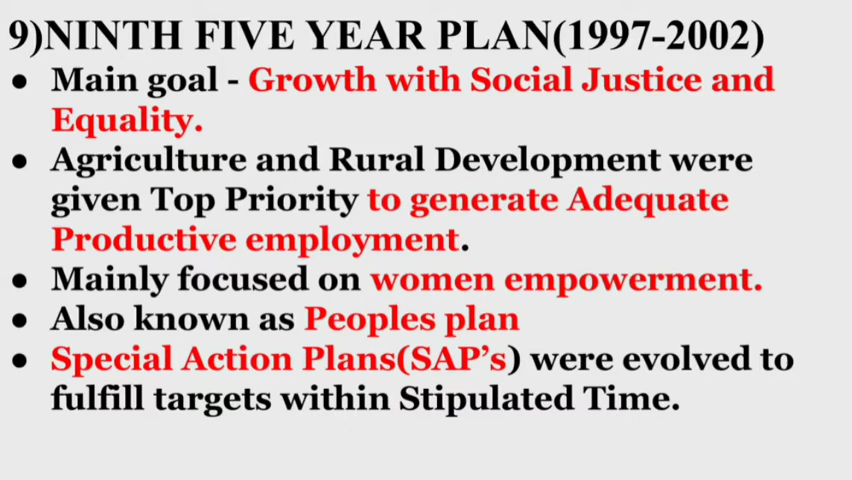 9)NINTH FIVE YEAR PLAN(1997-2002)
● Main goal - Growth with Social Justice and
Equality.
● Agriculture and Rural Development were
given Top Priority to generate Adequate
Productive employment.
● Mainly focused on women empowerment.
● Also known as Peoples plan
● Special Action Plans(SAP’s) were evolved to
fulfill targets within Stipulated Time.